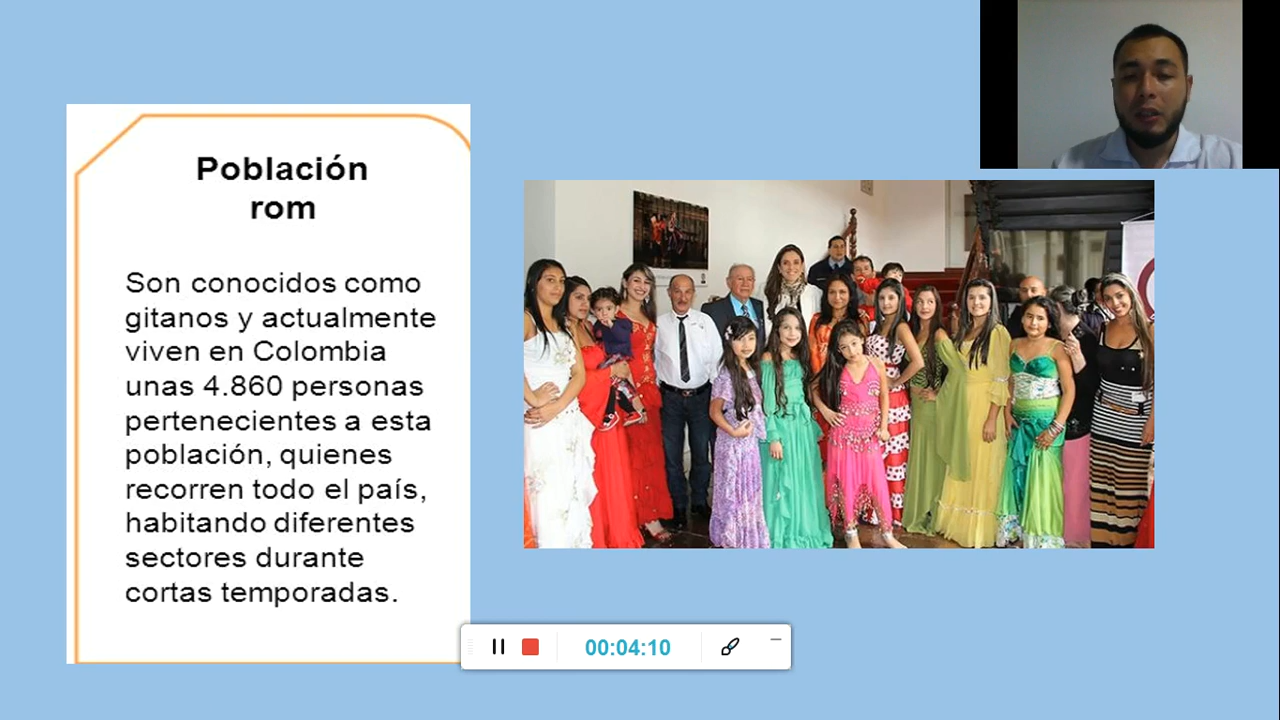 Población
rom
Son conocidos como
gitanos y actualmente
viven en Colombia
unas 4.860 personas
pertenecientes a esta
población, quienes
recorren todo el país,
habitando diferentes
sectores durante
cortas temporadas.
00:04:10